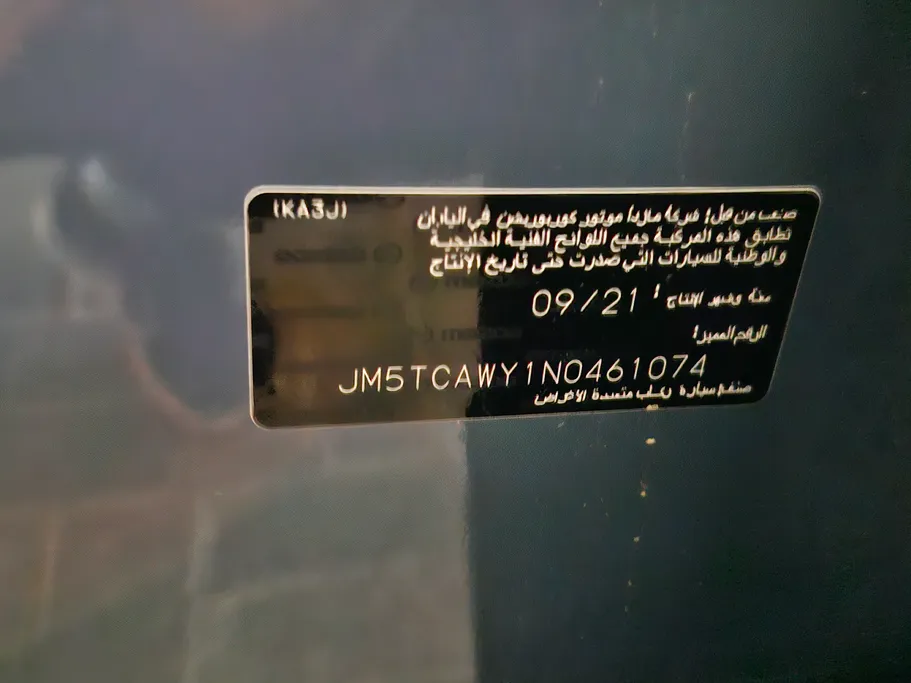 (KA3J)
صنعت من قبل: شركة مازدا موتور كوربوريشن في اليابان
تطابق هذه المركبة جميع اللوائح الفنية الخليجية
والوطنية للسيارات التي صدرت حتى تاريخ الإنتاج
سنة وشهر الإنتاج : 09/21
الرقم المميز:
JM5TCAWY1N0461074
صنف سيارة ركاب متعددة الأغراض